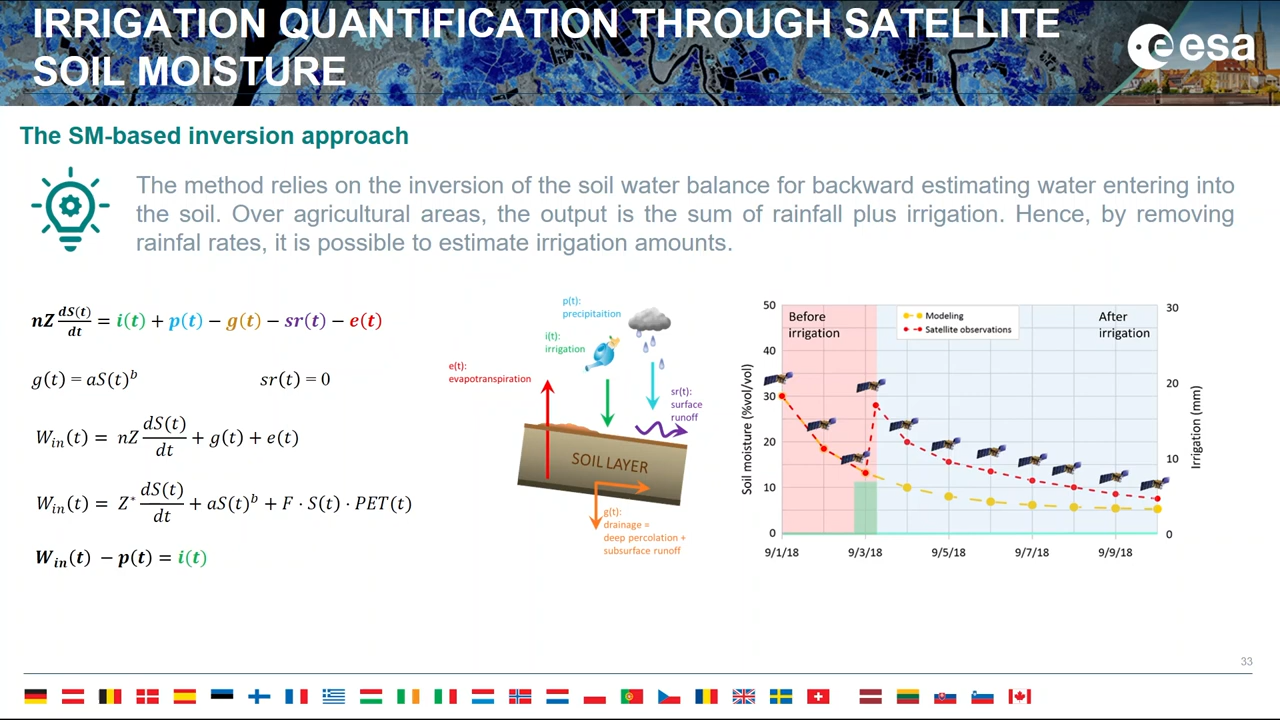 IRRIGATION QUANTIFICATION THROUGH SATELLITE
SOIL MOISTURE
esa
The SM-based inversion approach
The method relies on the inversion of the soil water balance for backward estimating water entering into
the soil. Over agricultural areas, the output is the sum of rainfall plus irrigation. Hence, by removing
rainfal rates, it is possible to estimate irrigation amounts.
nZ dS(t)/dt = i(t) + p(t) − g(t) − sr(t) − e(t)
g(t) = aS(t)^b sr(t) = 0
W_in(t) = nZ dS(t)/dt + g(t) + e(t)
W_in(t) = Z* dS(t)/dt + aS(t)^b + F · S(t) · PET(t)
W_in(t) − p(t) = i(t)
p(t):
precipitaition
i(t):
irrigation
e(t):
evapotranspiration
sr(t):
surface
runoff
SOIL LAYER
g(t):
drainage =
deep percolation +
subsurface runoff
Before
irrigation
Modeling
Satellite observations
After
irrigation
Soil moisture (%vol/vol)
50
40
30
20
10
0
30
20
10
0
Irrigation (mm)
9/1/18 9/3/18 9/5/18 9/7/18 9/9/18
33